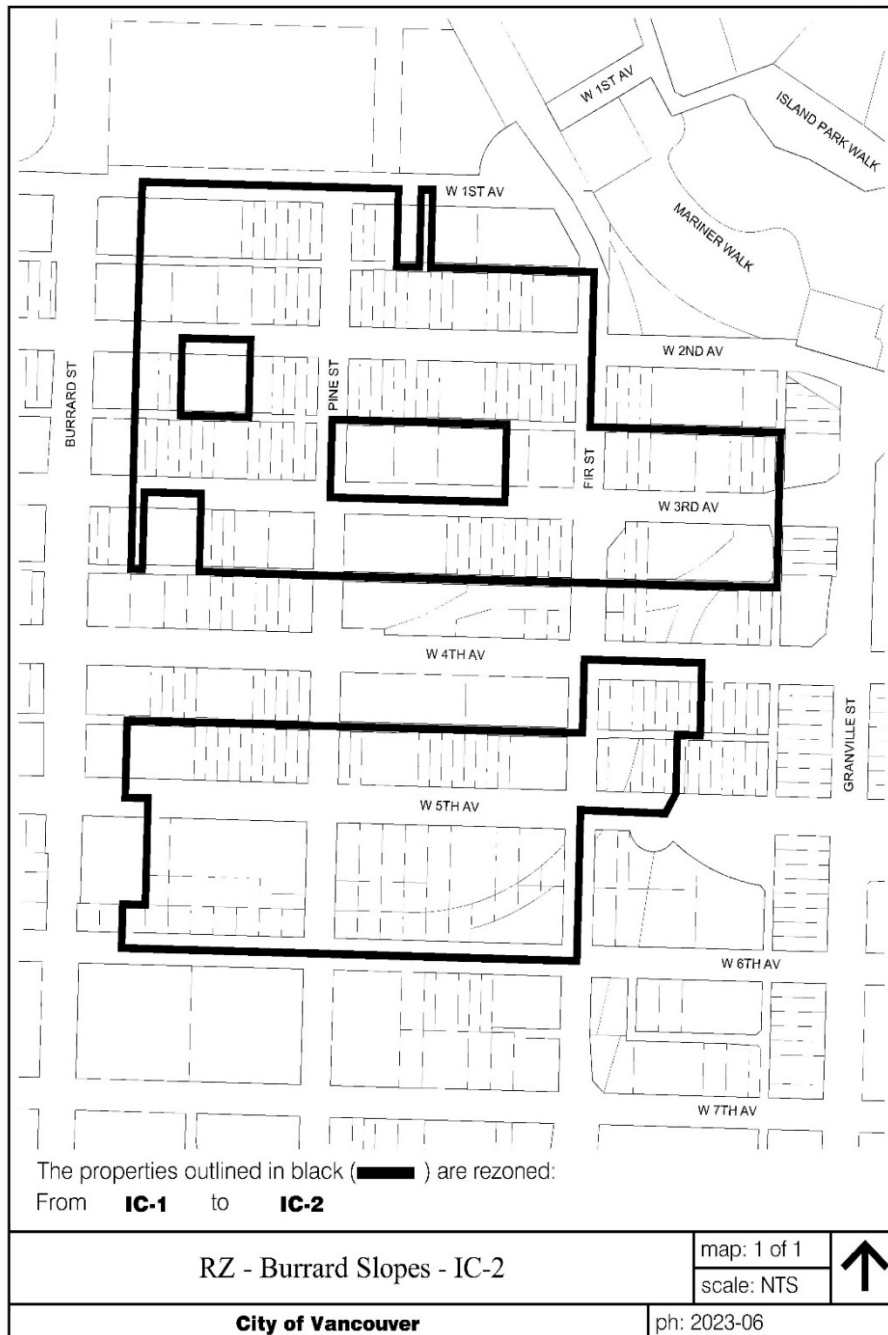 W 1ST AV
ISLAND PARK WALK
W 1ST AV
MARINER WALK
W 2ND AV
BURRARD ST
PINE ST
FIR ST
W 3RD AV
W 4TH AV
GRANVILLE ST
W 5TH AV
W 6TH AV
W 7TH AV
The properties outlined in black ( ) are rezoned:
From IC-1 to IC-2
RZ - Burrard Slopes - IC-2
map: 1 of 1
scale: NTS
City of Vancouver
ph: 2023-06